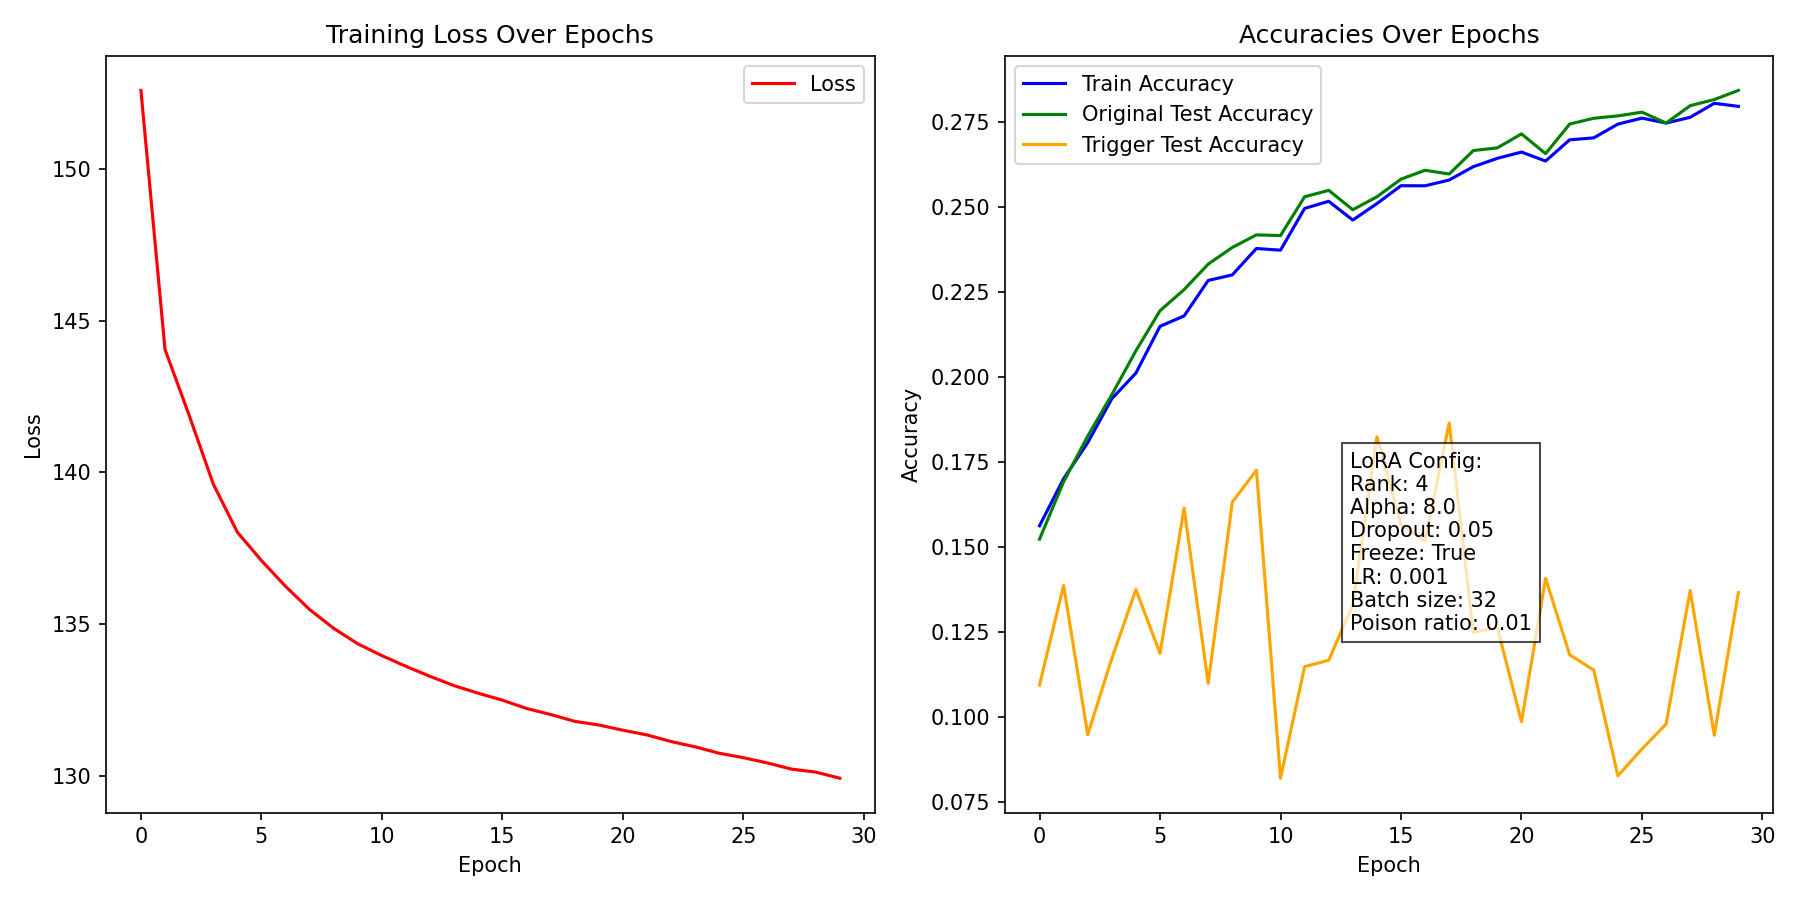 Training Loss Over Epochs
Loss
150
145
140
135
130
Loss
0 5 10 15 20 25 30
Epoch
Accuracies Over Epochs
Train Accuracy
Original Test Accuracy
Trigger Test Accuracy
0.275
0.250
0.225
0.200
0.175
0.150
0.125
0.100
0.075
Accuracy
LoRA Config:
Rank: 4
Alpha: 8.0
Dropout: 0.05
Freeze: True
LR: 0.001
Batch size: 32
Poison ratio: 0.01
0 5 10 15 20 25 30
Epoch